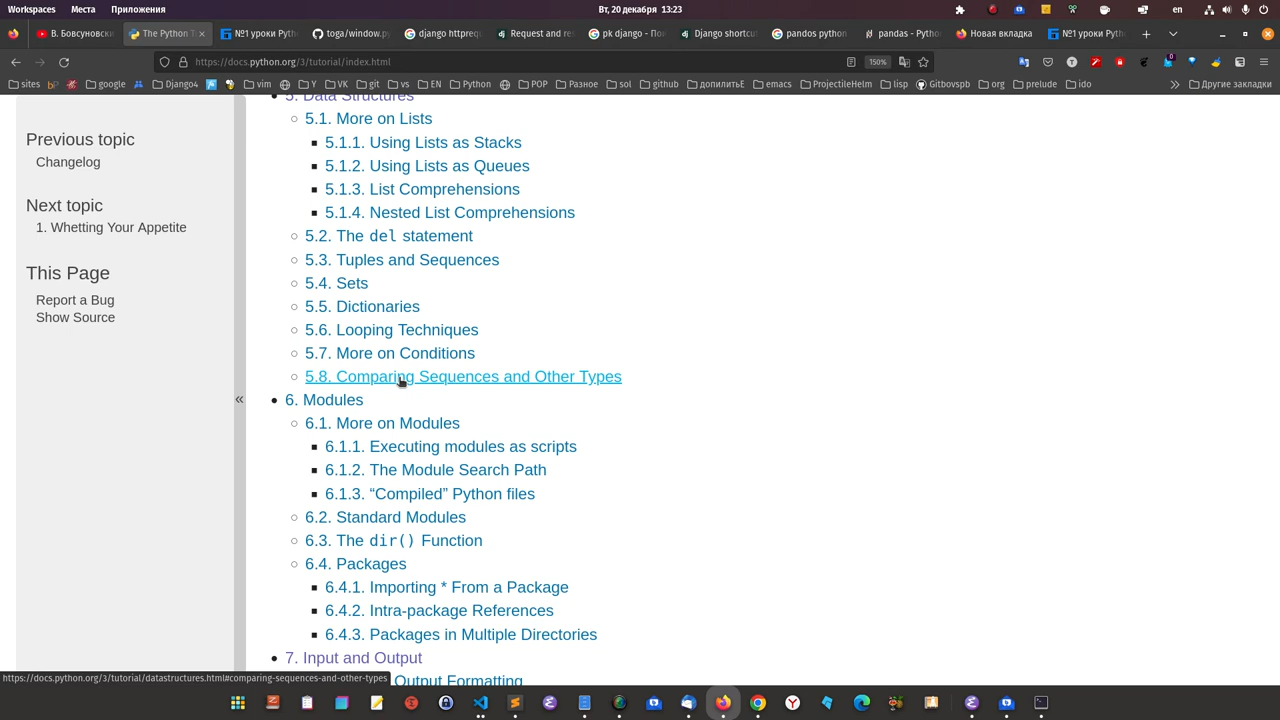 Workspaces Места Приложения Вт, 20 декабря 13:23 en
В. Бовсуновски The Python T № 1 уроки Pyth toga/window.py django httpreq Request and res pk django - По Django shortcu pandos python pandas - Pytho Новая вкладка №1 уроки Pyth
https://docs.python.org/3/tutorial/index.html 150%
sites bg google Django4 vim Y VK git vs EN Python POP Разное sol github допилитьЕ emacs ProjectileHelm lisp Gitbovspb org prelude ido Другие закладки
5. Data Structures
Previous topic
Changelog
Next topic
1. Whetting Your Appetite
This Page
Report a Bug
Show Source
«
5.1. More on Lists
5.1.1. Using Lists as Stacks
5.1.2. Using Lists as Queues
5.1.3. List Comprehensions
5.1.4. Nested List Comprehensions
5.2. The del statement
5.3. Tuples and Sequences
5.4. Sets
5.5. Dictionaries
5.6. Looping Techniques
5.7. More on Conditions
5.8. Comparing Sequences and Other Types
6. Modules
6.1. More on Modules
6.1.1. Executing modules as scripts
6.1.2. The Module Search Path
6.1.3. “Compiled” Python files
6.2. Standard Modules
6.3. The dir() Function
6.4. Packages
6.4.1. Importing * From a Package
6.4.2. Intra-package References
6.4.3. Packages in Multiple Directories
7. Input and Output
Output Formatting
https://docs.python.org/3/tutorial/datastructures.html#comparing-sequences-and-other-types